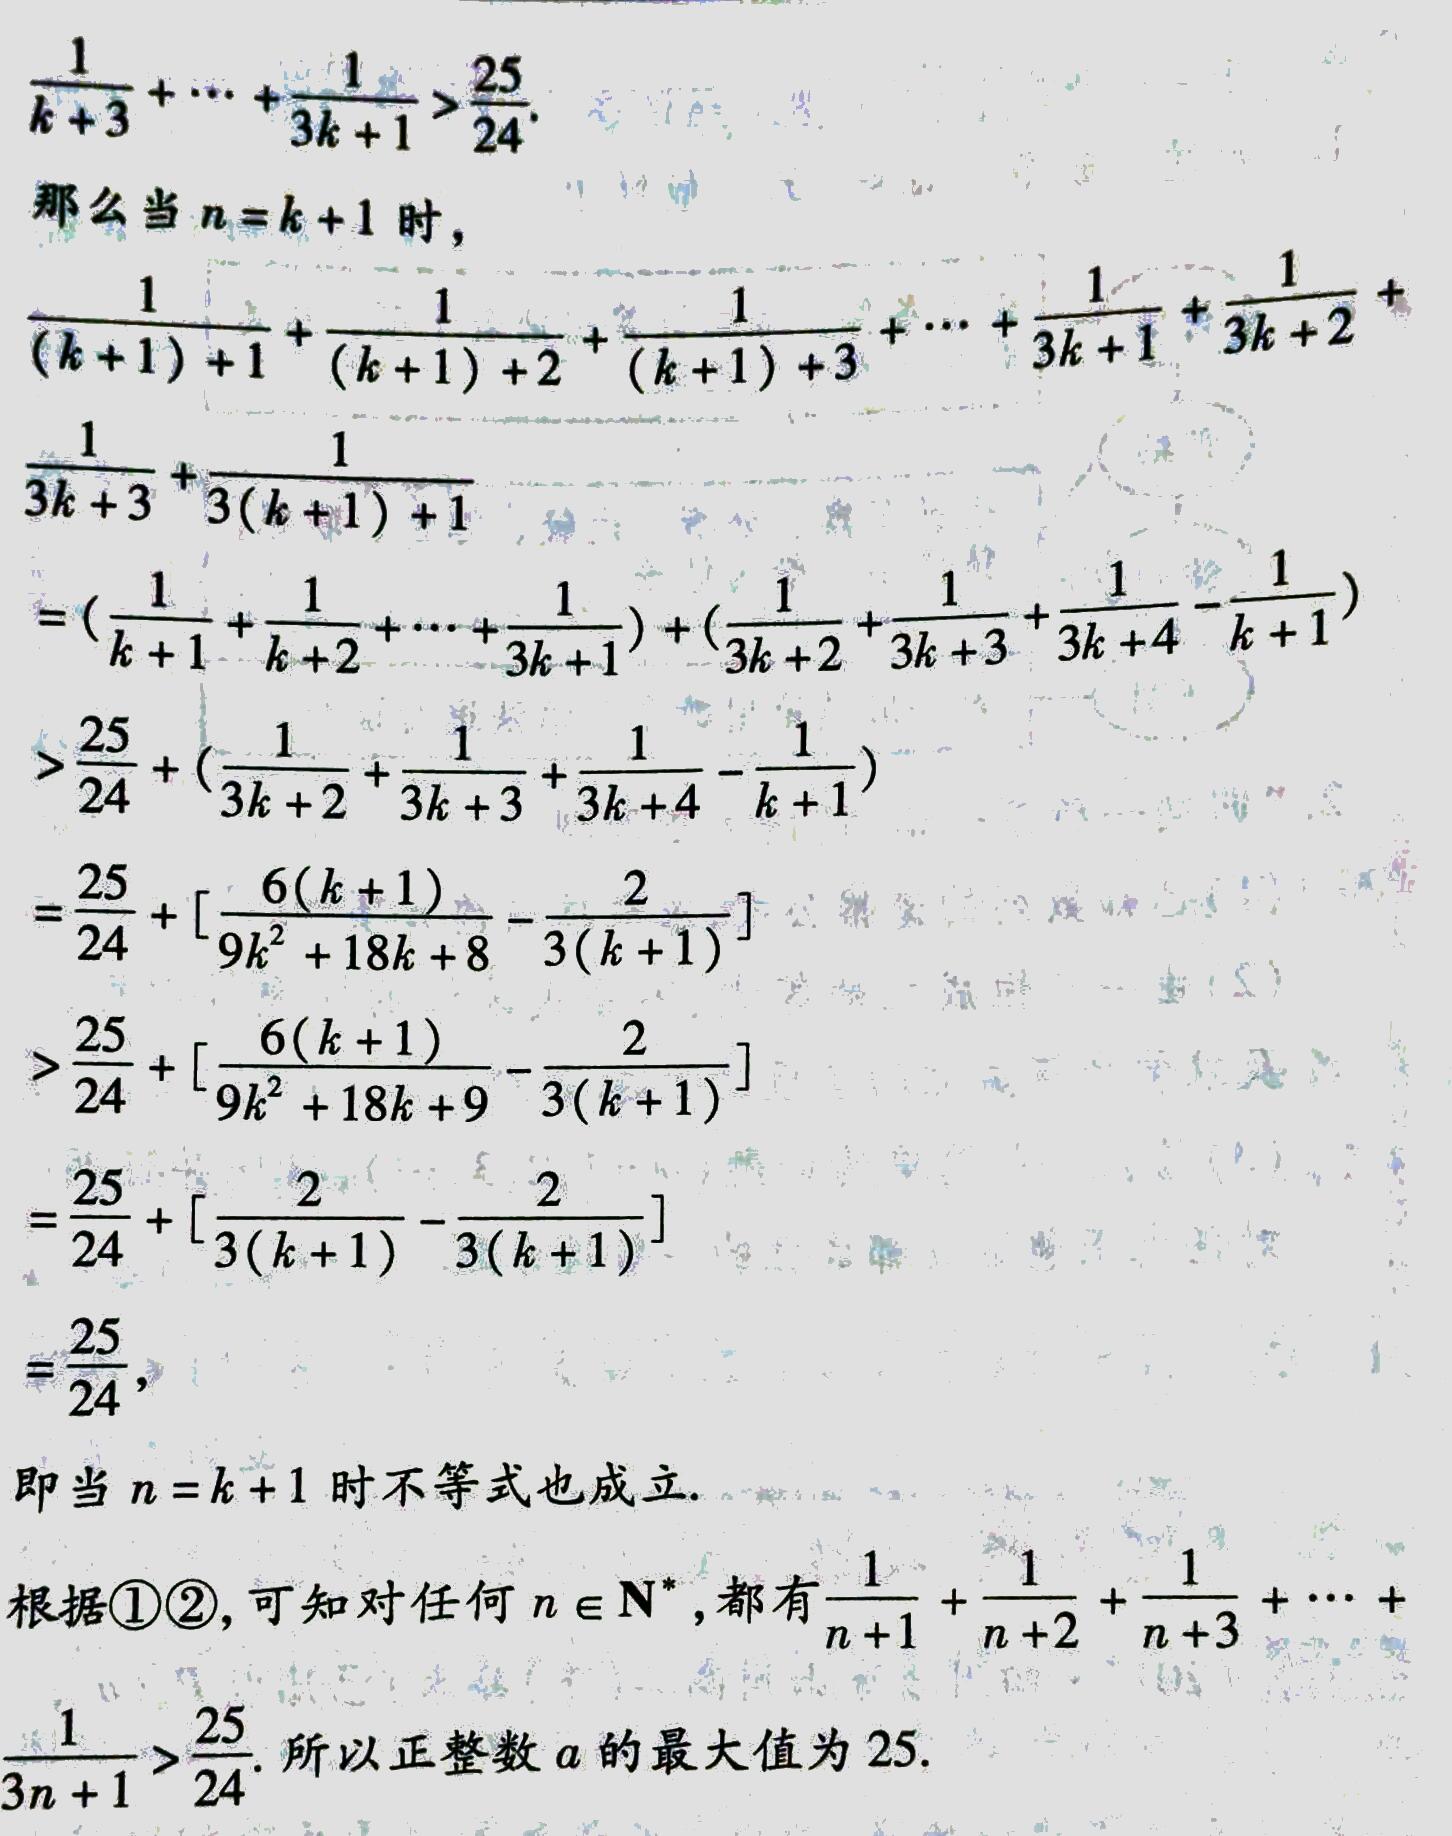 $\frac{1}{k+3}+\cdots+\frac{1}{3k+1}>\frac{25}{24}.$
那么当 $n=k+1$ 时,
$\frac{1}{(k+1)+1}+\frac{1}{(k+1)+2}+\frac{1}{(k+1)+3}+\cdots+\frac{1}{3k+1}+\frac{1}{3k+2}+$
$\frac{1}{3k+3}+\frac{1}{3(k+1)+1}$
$=(\frac{1}{k+1}+\frac{1}{k+2}+\cdots+\frac{1}{3k+1})+(\frac{1}{3k+2}+\frac{1}{3k+3}+\frac{1}{3k+4}-\frac{1}{k+1})$
$>\frac{25}{24}+(\frac{1}{3k+2}+\frac{1}{3k+3}+\frac{1}{3k+4}-\frac{1}{k+1})$
$=\frac{25}{24}+[\frac{6(k+1)}{9k^2+18k+8}-\frac{2}{3(k+1)}]$
$>\frac{25}{24}+[\frac{6(k+1)}{9k^2+18k+9}-\frac{2}{3(k+1)}]$
$=\frac{25}{24}+[\frac{2}{3(k+1)}-\frac{2}{3(k+1)}]$
$=\frac{25}{24},$
即当 $n=k+1$ 时不等式也成立.
根据①②,可知对任何 $n\in\mathbf{N}^*$,都有$\frac{1}{n+1}+\frac{1}{n+2}+\frac{1}{n+3}+\cdots+$
$\frac{1}{3n+1}>\frac{25}{24}.$ 所以正整数 $a$ 的最大值为 25.